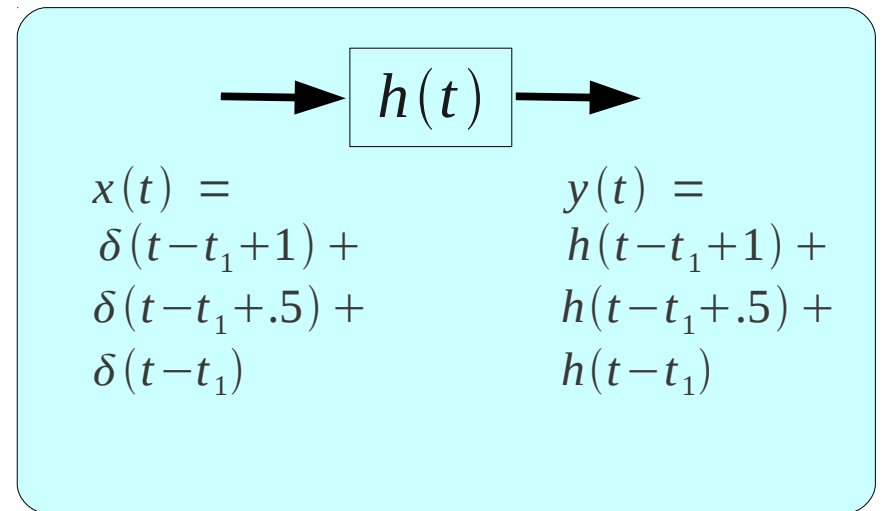 h(t)
x(t) =
δ(t−t₁+1)+
δ(t−t₁+.5)+
δ(t−t₁)
y(t) =
h(t−t₁+1)+
h(t−t₁+.5)+
h(t−t₁)